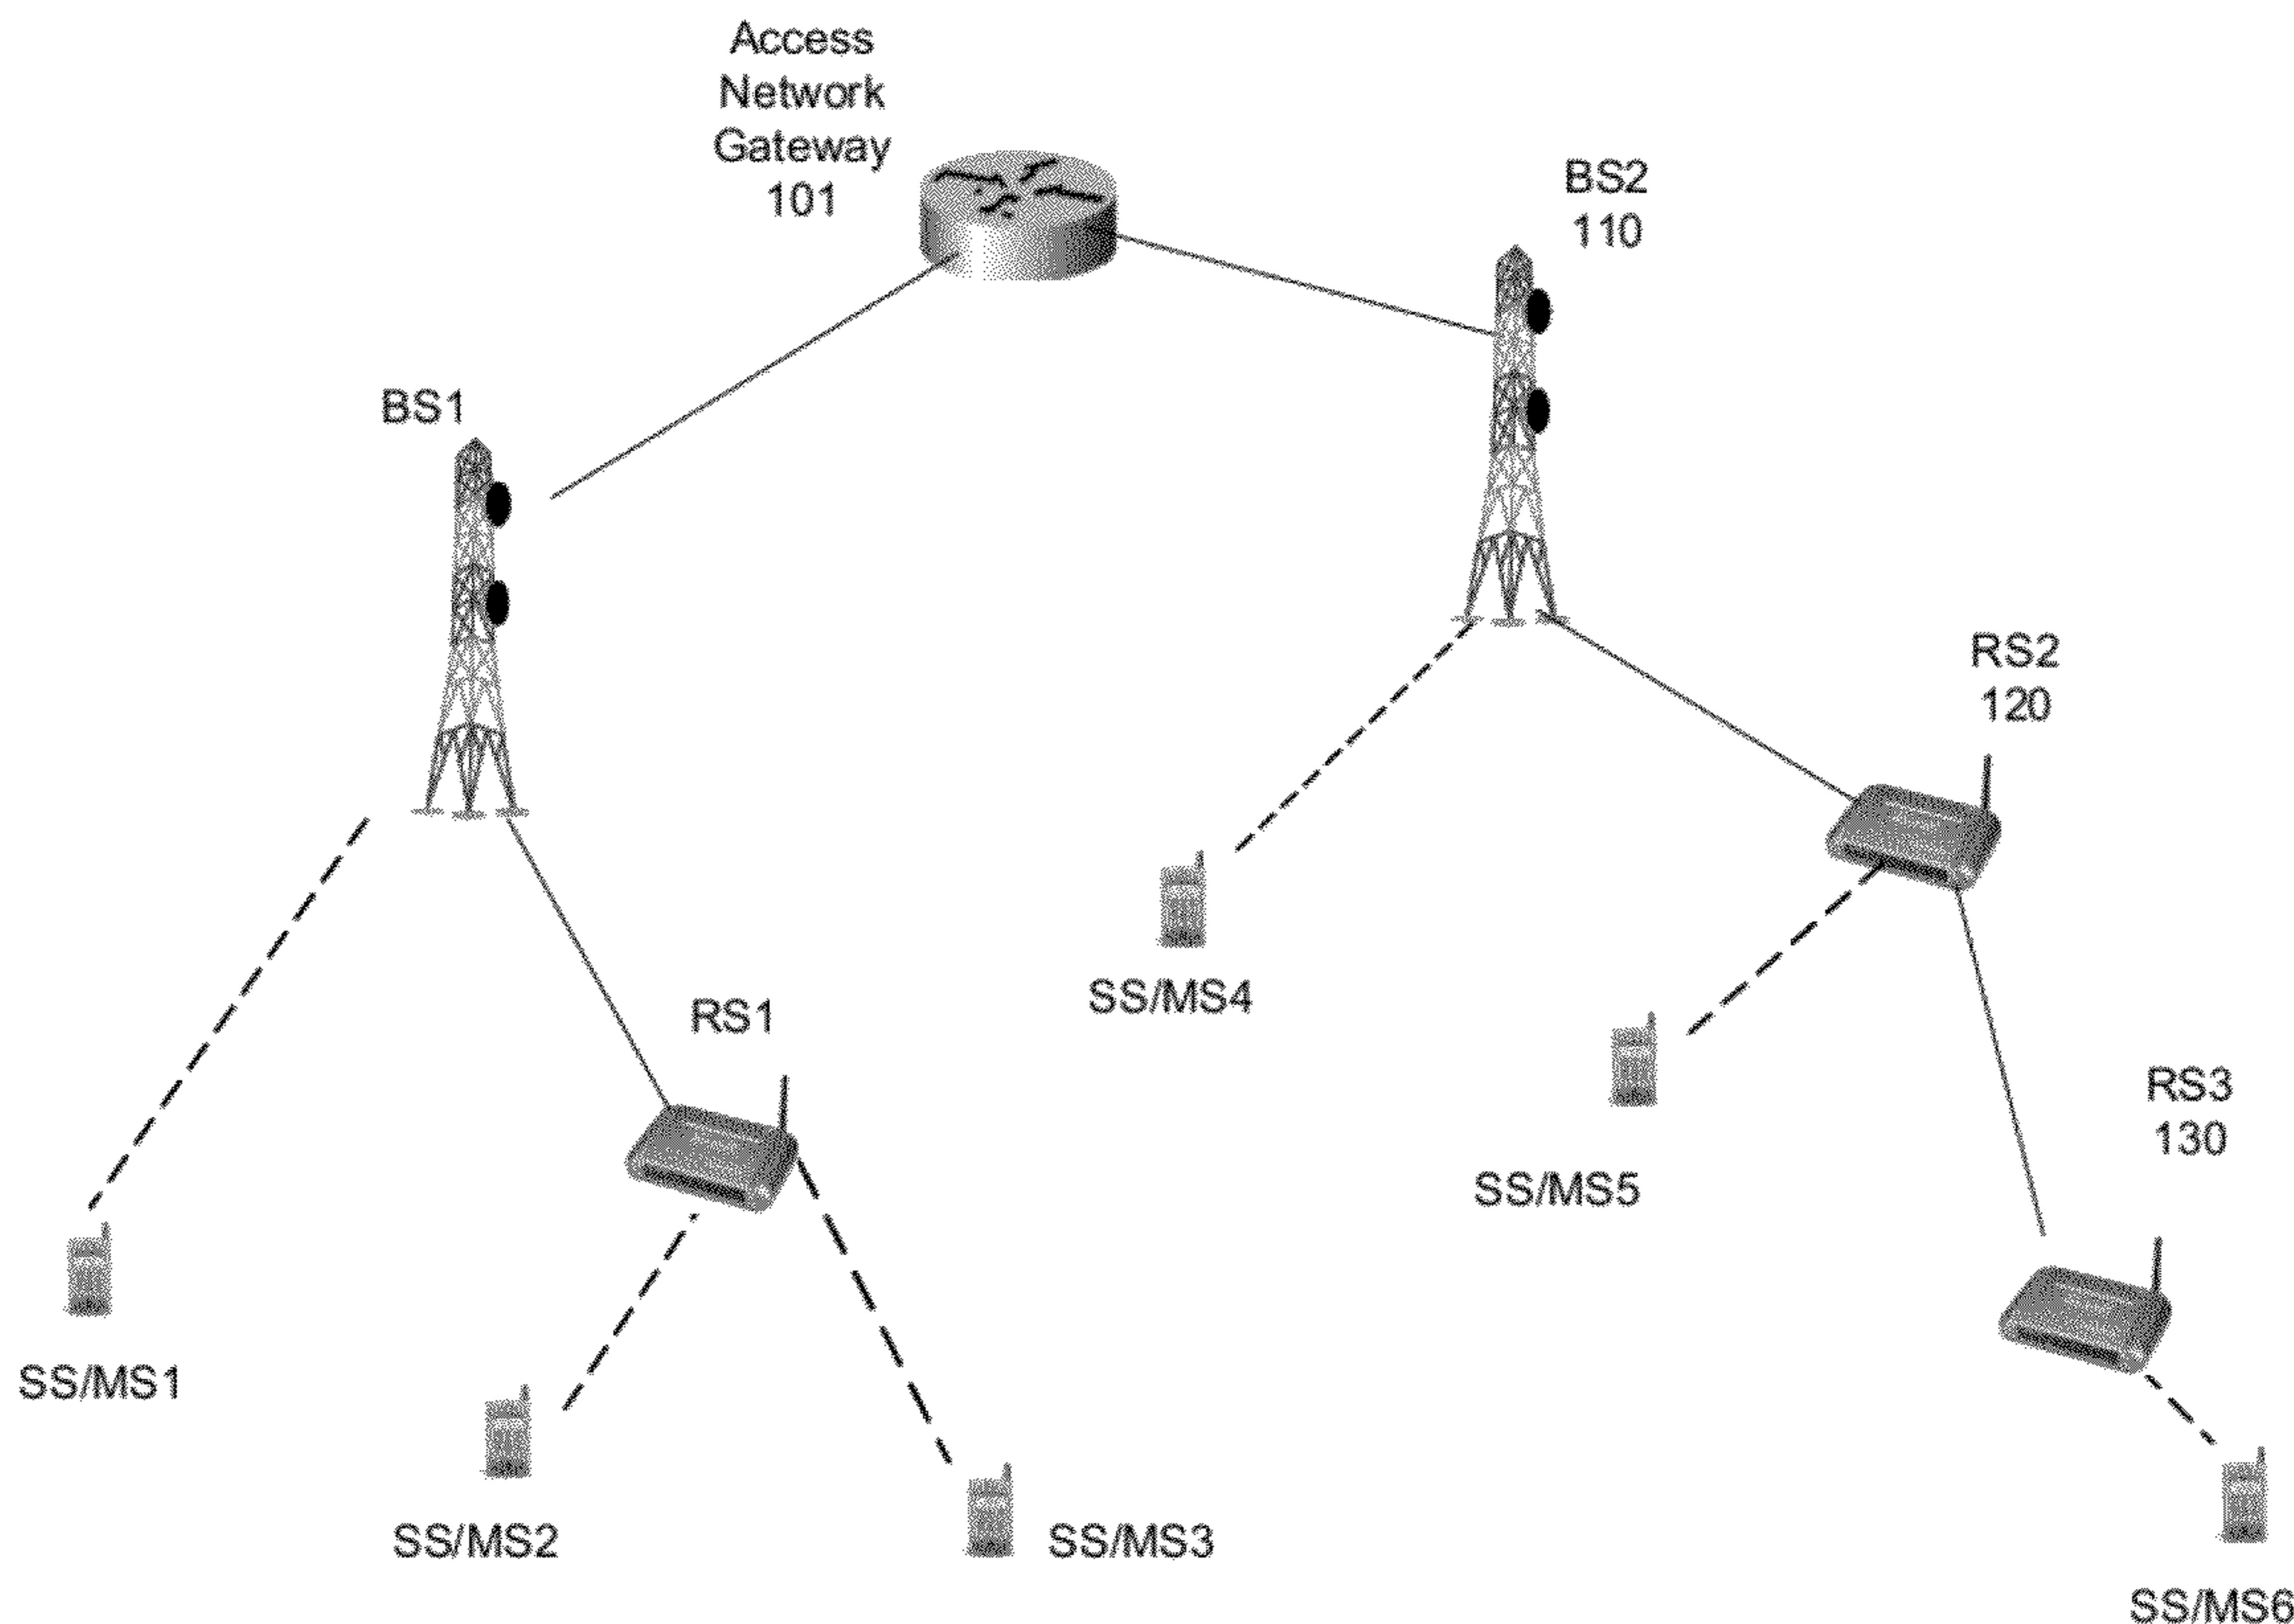 Access
Network
Gateway
101
BS2
110
BS1
RS2
120
SS/MS4
RS1
RS3
130
SS/MS5
SS/MS1
SS/MS2
SS/MS3
SS/MS6